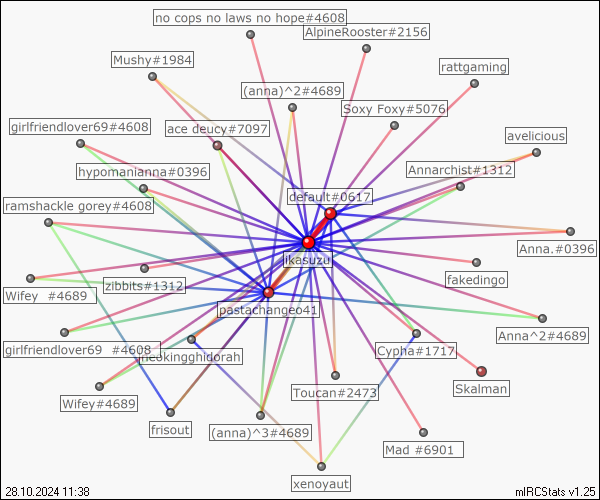 no cops no laws no hope#4608
AlpineRooster#2156
Mushy#1984
rattgaming
(anna)^2#4689
Soxy Foxy#5076
girlfriendlover69#4608
ace deucy#7097
avelicious
hypomanianna#0396
Annarchist#1312
default#0617
ramshackle gorey#4608
Anna.#0396
ikasuzu
fakedingo
zibbits#1312
Wifey #4689
pastachangeo41
Anna^2#4689
girlfriendlover69 #4608
neokingghidorah
Cypha#1717
Toucan#2473
Skalman
Wifey#4689
frisout
(anna)^3#4689
Mad #6901
xenoyaut
28.10.2024 11:38
mIRCStats v1.25